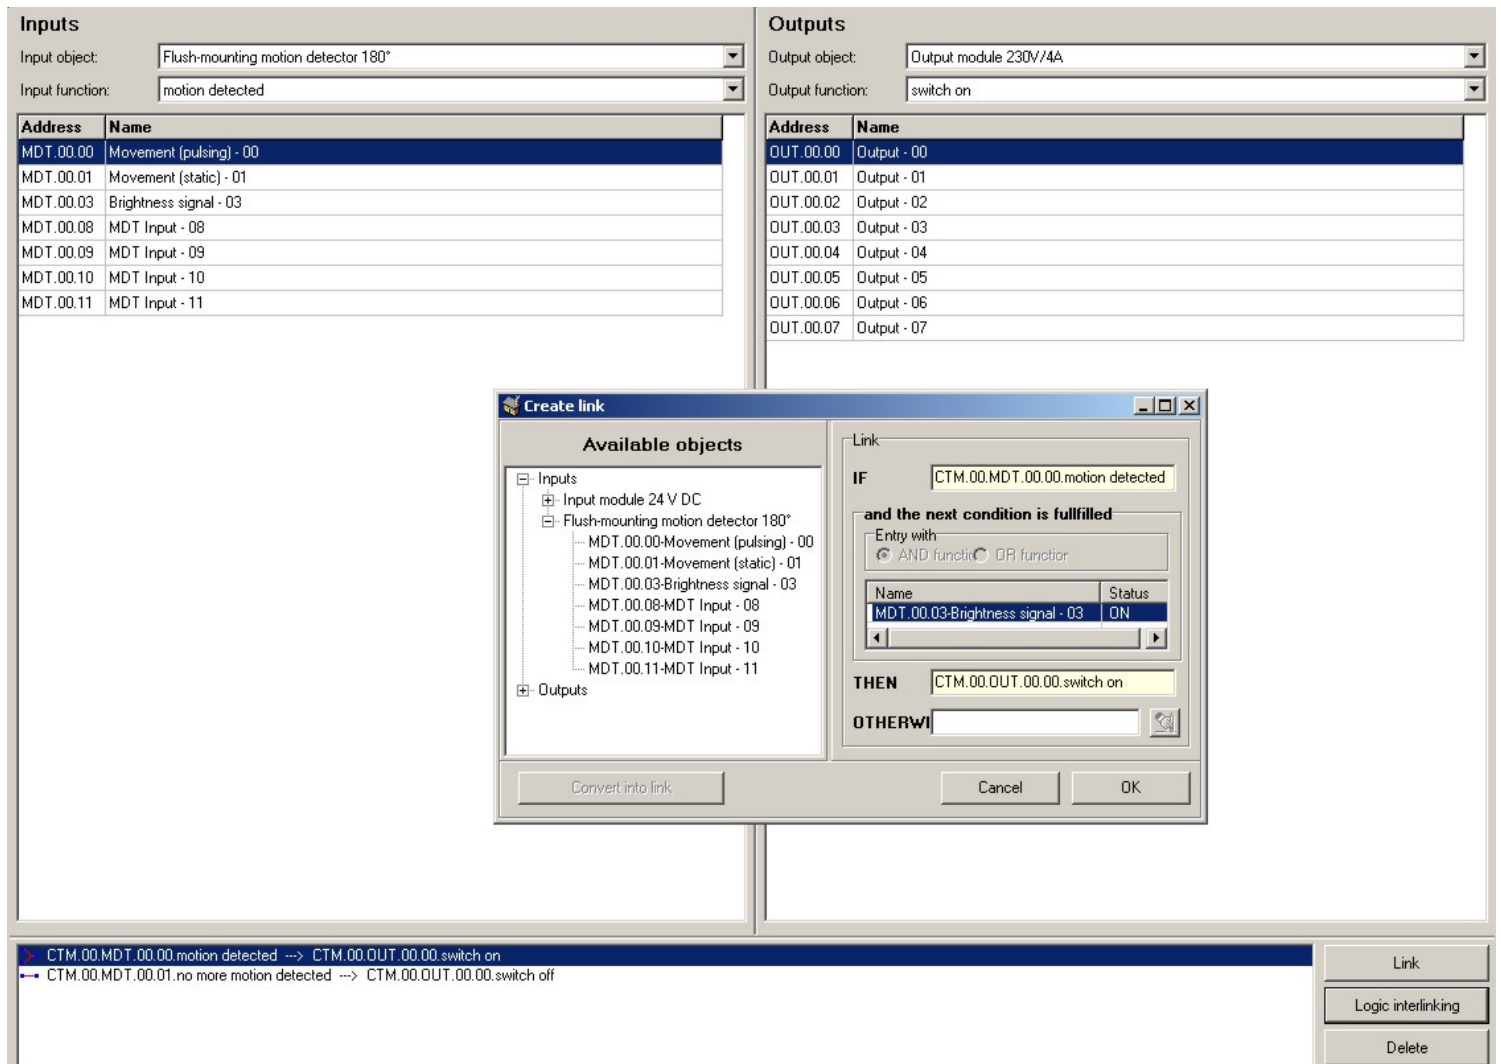 Inputs
Input object: Flush-mounting motion detector 180°
Input function: motion detected
Address Name
MDT.00.00 Movement (pulsing) - 00
MDT.00.01 Movement (static) - 01
MDT.00.03 Brightness signal - 03
MDT.00.08 MDT Input - 08
MDT.00.09 MDT Input - 09
MDT.00.10 MDT Input - 10
MDT.00.11 MDT Input - 11
Outputs
Output object: Output module 230V/4A
Output function: switch on
Address Name
OUT.00.00 Output - 00
OUT.00.01 Output - 01
OUT.00.02 Output - 02
OUT.00.03 Output - 03
OUT.00.04 Output - 04
OUT.00.05 Output - 05
OUT.00.06 Output - 06
OUT.00.07 Output - 07
Create link
Available objects
Inputs
Input module 24 V DC
Flush-mounting motion detector 180°
MDT.00.00-Movement (pulsing) - 00
MDT.00.01-Movement (static) - 01
MDT.00.03-Brightness signal - 03
MDT.00.08-MDT Input - 08
MDT.00.09-MDT Input - 09
MDT.00.10-MDT Input - 10
MDT.00.11-MDT Input - 11
Outputs
Link
IF CTM.00.MDT.00.00.motion detected
and the next condition is fullfilled
Entry with
AND functic OR functior
Name Status
MDT.00.03-Brightness signal - 03 ON
THEN CTM.00.OUT.00.00.switch on
OTHERWI
Convert into link Cancel OK
CTM.00.MDT.00.00.motion detected ---> CTM.00.OUT.00.00.switch on
CTM.00.MDT.00.01.no more motion detected ---> CTM.00.OUT.00.00.switch off
Link
Logic interlinking
Delete